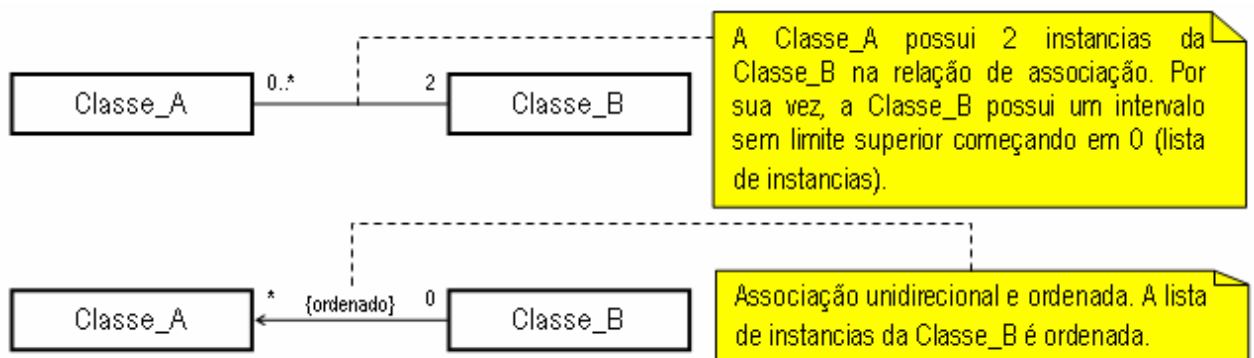 A Classe_A possui 2 instancias da
Classe_B na relação de associação. Por
sua vez, a Classe_B possui um intervalo
sem limite superior começando em 0 (lista
de instancias).
Classe_A
0..*
2
Classe_B
Classe_A
*
{ordenado}
0
Classe_B
Associação unidirecional e ordenada. A lista
de instancias da Classe_B é ordenada.